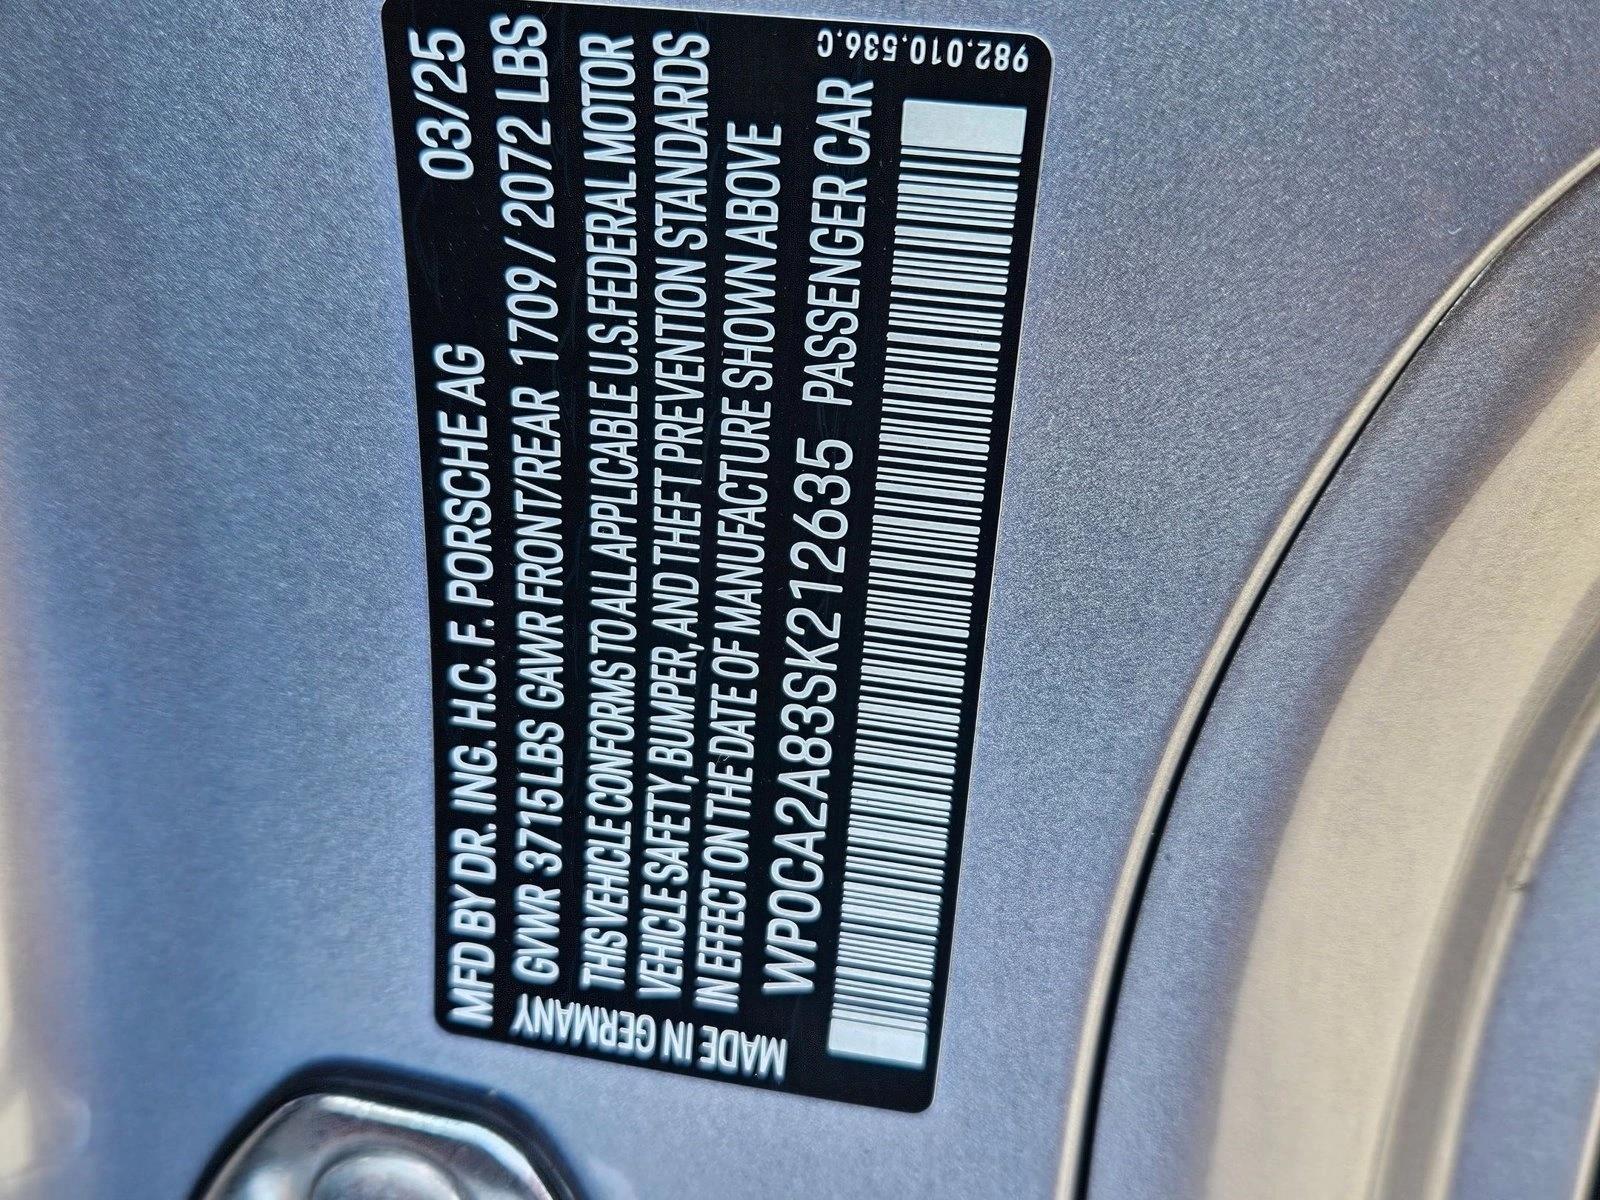 MFD BY DR. ING. H.C. F. PORSCHE AG 03/25
GVWR 3715 LBS GAWR FRONT/REAR 1709 / 2072 LBS
THIS VEHICLE CONFORMS TO ALL APPLICABLE U.S. FEDERAL MOTOR
VEHICLE SAFETY, BUMPER, AND THEFT PREVENTION STANDARDS
IN EFFECT ON THE DATE OF MANUFACTURE SHOWN ABOVE
WP0CA2A83SK212635 PASSENGER CAR
MADE IN GERMANY
982.010.536.C